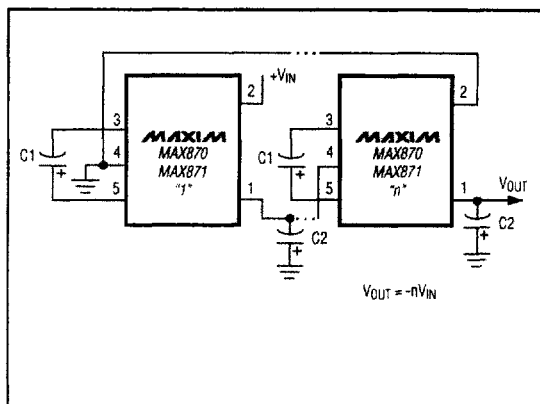 +VIN
2
2
3
MAXIM
MAX870
MAX871
"1"
C1
4
5
1
C2
3
MAXIM
MAX870
MAX871
"n"
C1
4
5
1
VOUT
C2
VOUT = -nVIN